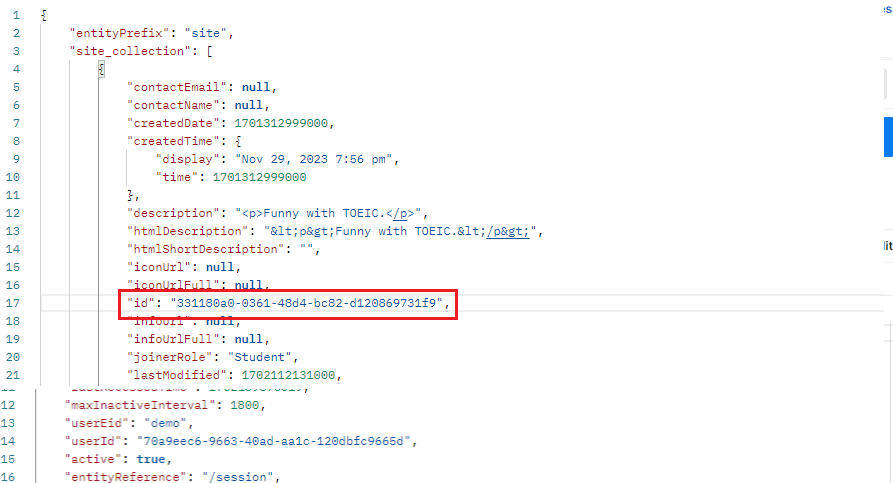 1 {
2 "entityPrefix": "site",
3 "site_collection": [
4 {
5 "contactEmail": null,
6 "contactName": null,
7 "createdDate": 1701312999000,
8 "createdTime": {
9 "display": "Nov 29, 2023 7:56 pm",
10 "time": 1701312999000
11 },
12 "description": "<p>Funny with TOEIC.</p>",
13 "htmlDescription": "&lt;p&gt;Funny with TOEIC.&lt;/p&gt;",
14 "htmlShortDescription": "",
15 "iconUrl": null,
16 "iconUrlFull": null,
17 "id": "331180a0-0361-48d4-bc82-d120869731f9",
18 "infoUrl": null,
19 "infoUrlFull": null,
20 "joinerRole": "Student",
21 "lastModified": 1702112131000,
12 "maxInactiveInterval": 1800,
13 "userEid": "demo",
14 "userId": "70a9eec6-9663-40ad-aa1c-120dbfc9665d",
15 "active": true,
16 "entityReference": "/session",